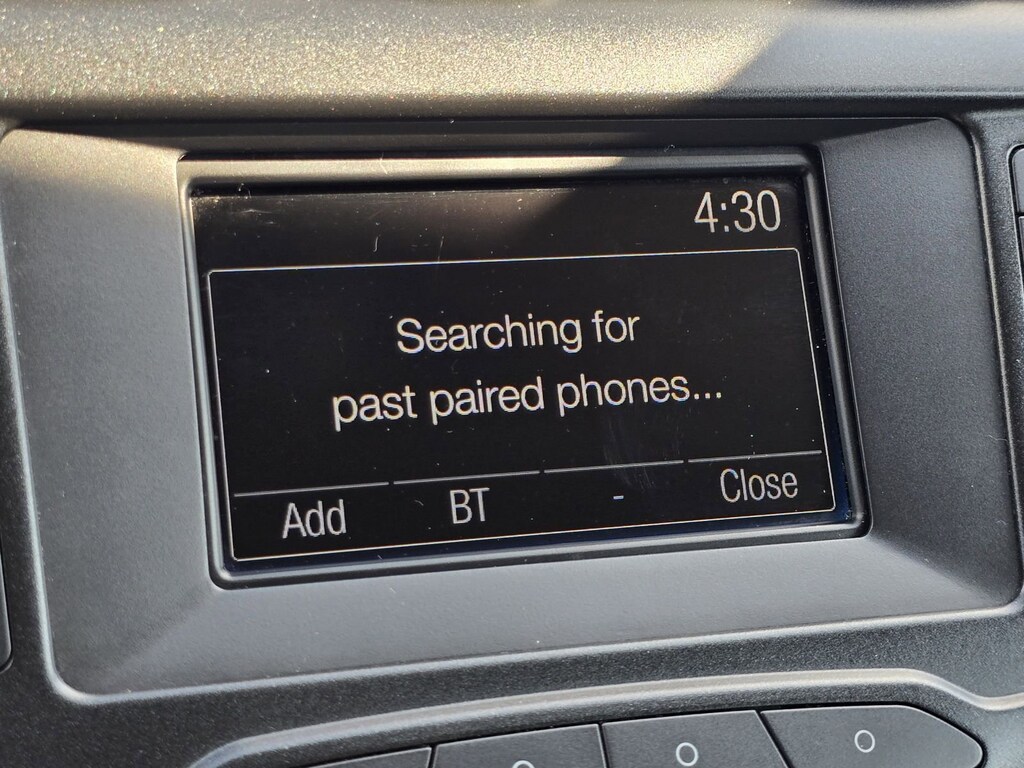 4:30
Searching for
past paired phones...
Add BT - Close